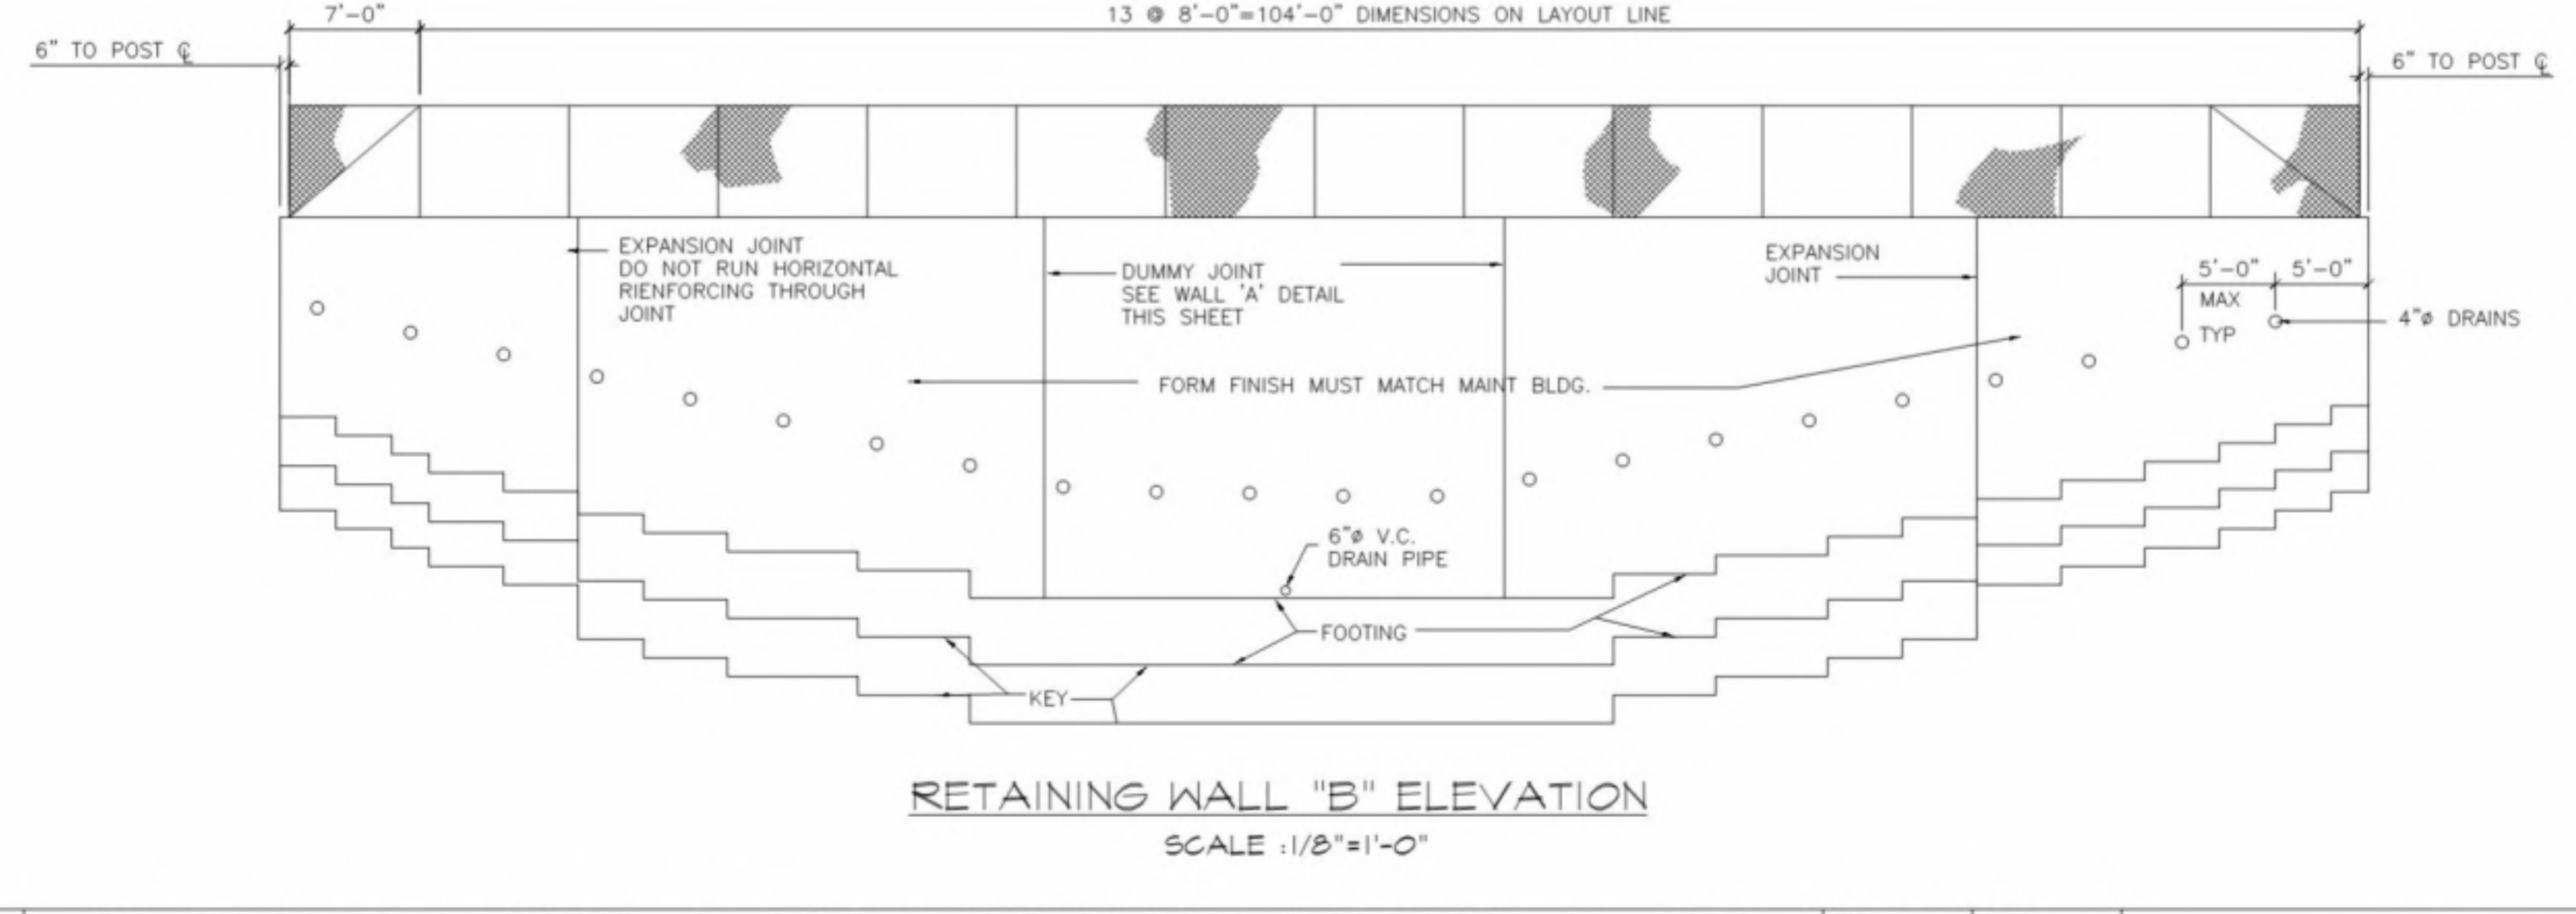 7'-0"
13 @ 8'-0"=104'-0" DIMENSIONS ON LAYOUT LINE
6" TO POST ℄
6" TO POST ℄
EXPANSION JOINT
DO NOT RUN HORIZONTAL
RIENFORCING THROUGH
JOINT
DUMMY JOINT
SEE WALL 'A' DETAIL
THIS SHEET
EXPANSION
JOINT
5'-0"
5'-0"
MAX
TYP
4"ø DRAINS
FORM FINISH MUST MATCH MAINT BLDG.
6"ø V.C.
DRAIN PIPE
FOOTING
KEY
RETAINING WALL "B" ELEVATION
SCALE :1/8"=1'-0"